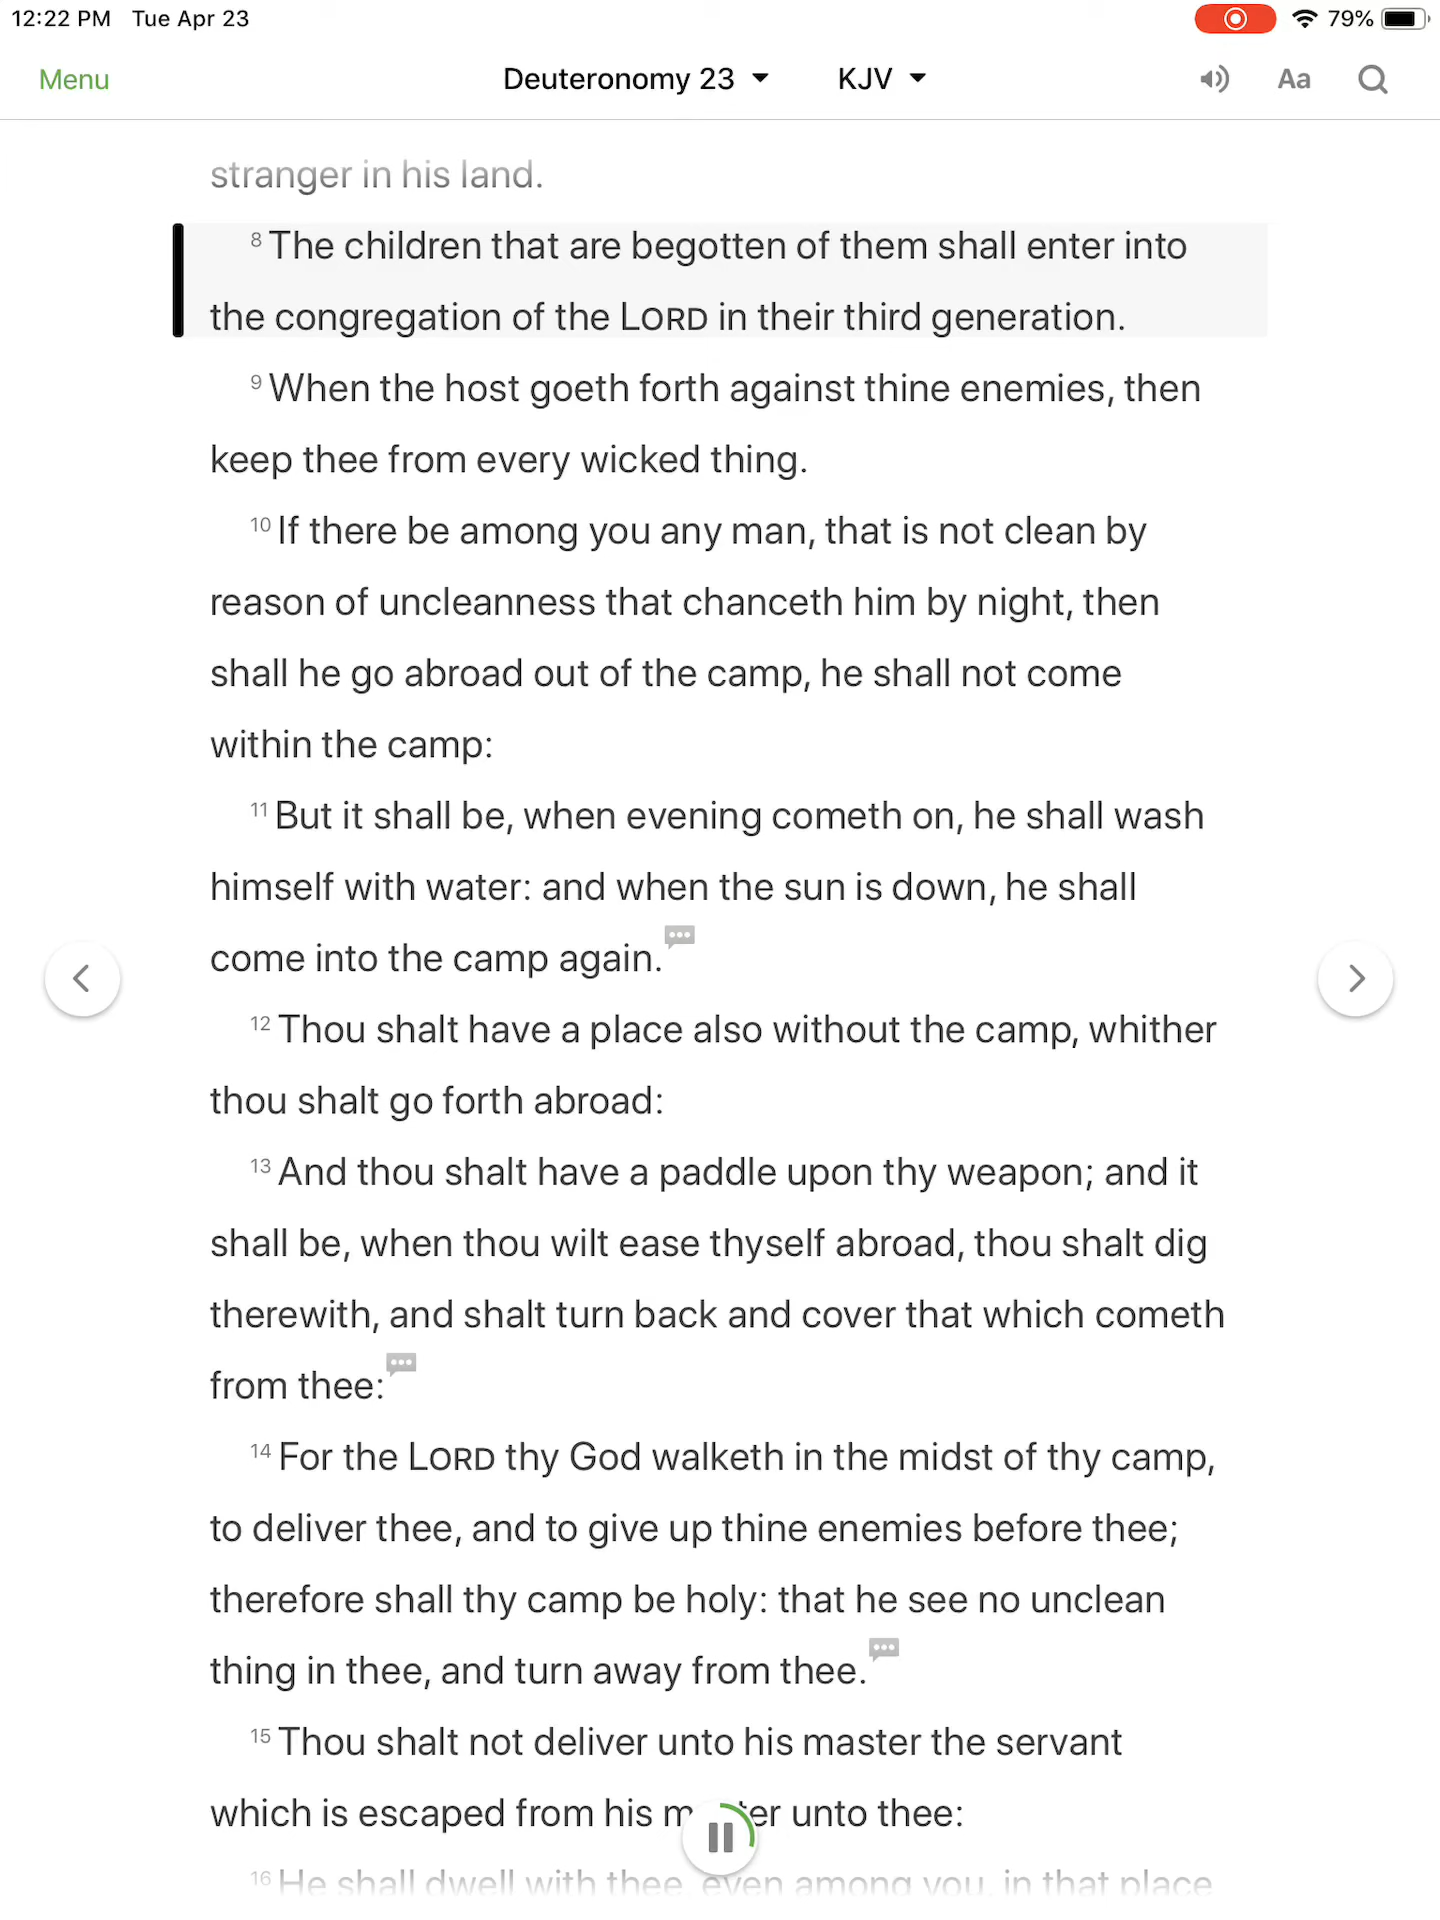 12:22 PM Tue Apr 23 79%
Menu Deuteronomy 23 KJV Aa
stranger in his land.
8 The children that are begotten of them shall enter into
the congregation of the LORD in their third generation.
9 When the host goeth forth against thine enemies, then
keep thee from every wicked thing.
10 If there be among you any man, that is not clean by
reason of uncleanness that chanceth him by night, then
shall he go abroad out of the camp, he shall not come
within the camp:
11 But it shall be, when evening cometh on, he shall wash
himself with water: and when the sun is down, he shall
come into the camp again.
12 Thou shalt have a place also without the camp, whither
thou shalt go forth abroad:
13 And thou shalt have a paddle upon thy weapon; and it
shall be, when thou wilt ease thyself abroad, thou shalt dig
therewith, and shalt turn back and cover that which cometh
from thee:
14 For the LORD thy God walketh in the midst of thy camp,
to deliver thee, and to give up thine enemies before thee;
therefore shall thy camp be holy: that he see no unclean
thing in thee, and turn away from thee.
15 Thou shalt not deliver unto his master the servant
which is escaped from his master unto thee:
16 He shall dwell with thee, even among you, in that place